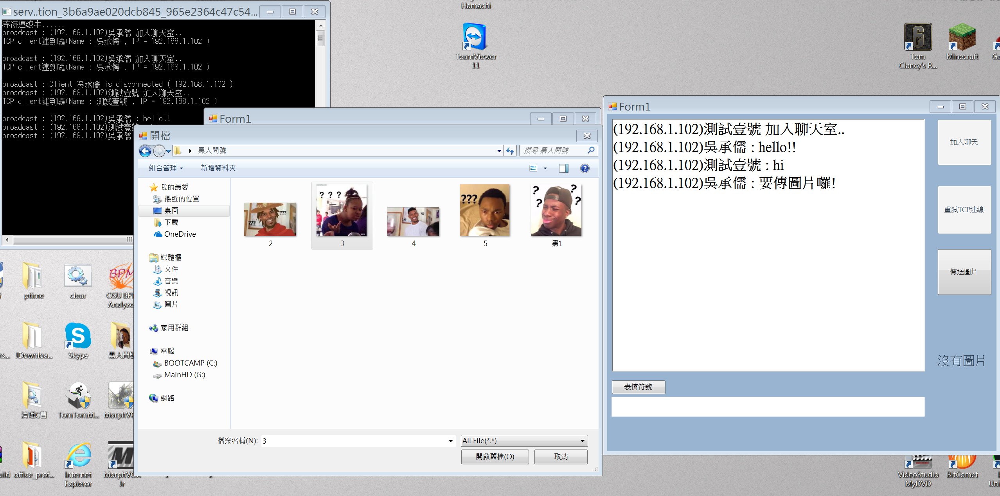 serv..tion_3b6a9ae020dcb845_965e2364c47c54...
等待連線中......
broadcast : (192.168.1.102)吳承儒 加入聊天室..
TCP client連到囉(Name : 吳承儒 , IP = 192.168.1.102 )
broadcast : (192.168.1.102)吳承儒 加入聊天室..
TCP client連到囉(Name : 吳承儒 , IP = 192.168.1.102 )
broadcast : Client 吳承儒 is disconnected ( 192.168.1.102 )
broadcast : (192.168.1.102)測試壹號 加入聊天室..
TCP client連到囉(Name : 測試壹號 , IP = 192.168.1.102 )
broadcast : (192.168.1.102)吳承儒 : hello!!
broadcast : (192.168.1.102)測試壹號
broadcast : (192.168.1.102)吳承儒
Hamachi
TeamViewer
11
Tom
Clancy's R...
Minecraft
Ga
Form1
開檔
黑人問號
搜尋 黑人問號
組合管理
新增資料夾
我的最愛
最近的位置
桌面
下載
OneDrive
媒體櫃
文件
音樂
視訊
圖片
家用群組
電腦
BOOTCAMP (C:)
MainHD (G:)
網路
???
???
2
? ? ?
3
???
???
4
???
5
? ? ? ?
黑1
檔案名稱(N):
3
All File(*.*)
開啟舊檔(O)
取消
Form1
(192.168.1.102)測試壹號 加入聊天室..
(192.168.1.102)吳承儒 : hello!!
(192.168.1.102)測試壹號 : hi
(192.168.1.102)吳承儒 : 要傳圖片囉!
加入聊天
重試TCP連線
傳送圖片
沒有圖片
表情符號
ptime
clear
BPM
OSU BPM
Analyze
ns...
JDownloa...
Skype
黑人問號
清理C曹
TomTomM...
MorphVO
uild
office_prof...
Internet
Expleror
MorphVOX
Jr
1
2
VideoStudio
MyDVD
BitComet
Uni